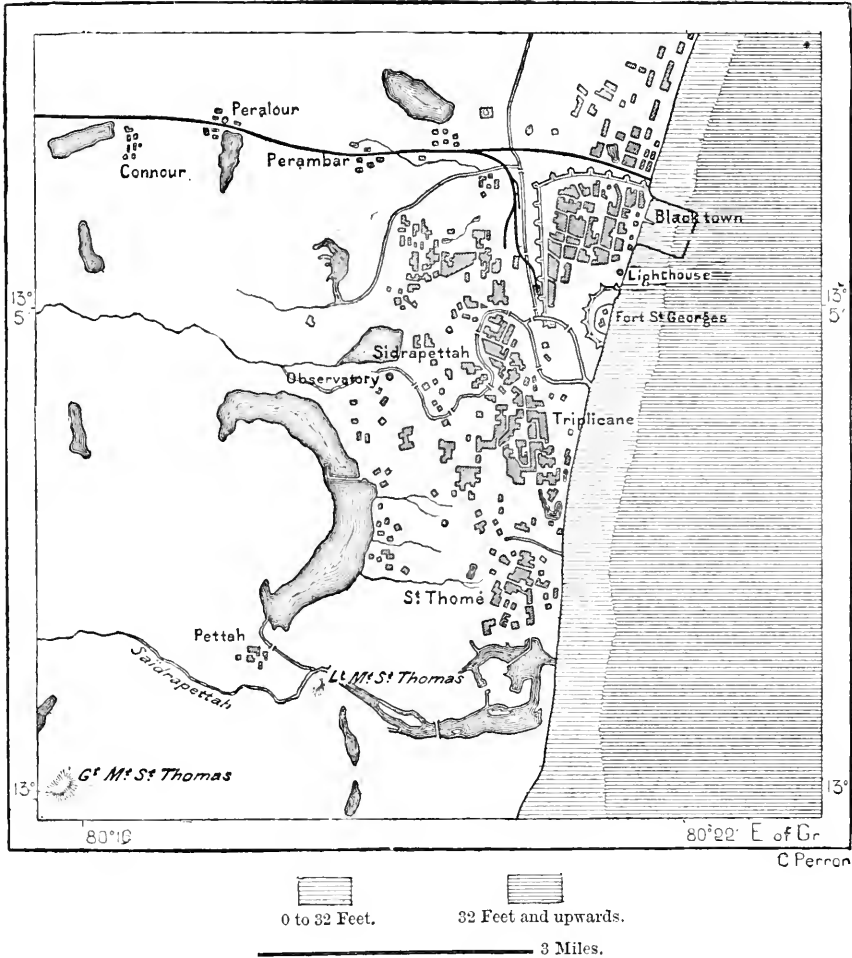 Peralour
Connour.
Perambar
Black town
Lighthouse
13°
5'
13°
5'
Fort St Georges
Sidrapettah
Observatory
Triplicane
St Thomé
Pettah
Saidrapettah
Lt Mt St Thomas
Gt Mt St Thomas
13°
13°
80°16
80°22' E of Gr
C Perron
0 to 32 Feet.
32 Feet and upwards.
3 Miles.